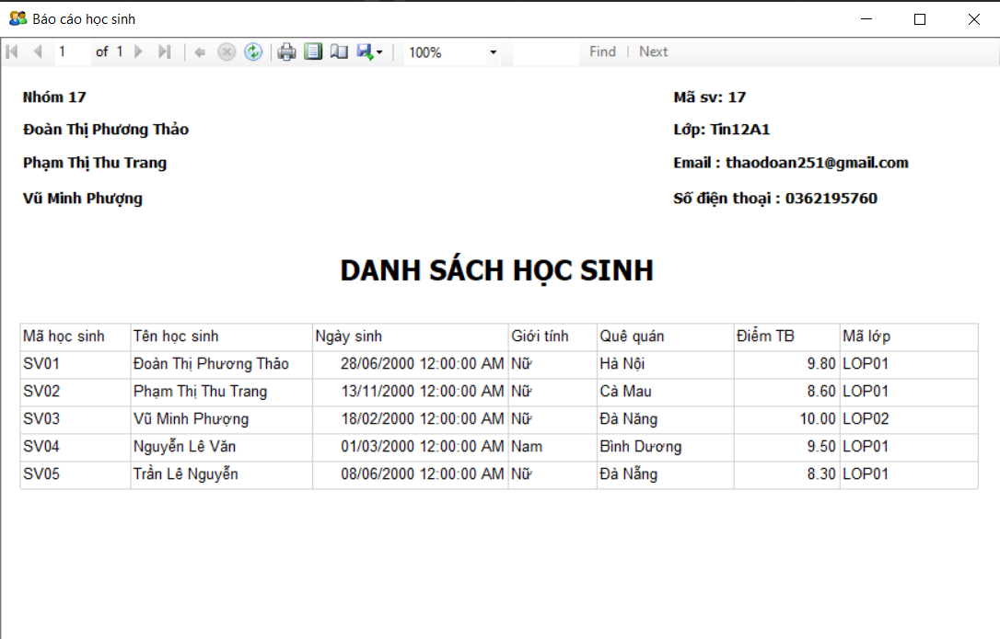 Báo cáo học sinh
1 of 1 100% Find Next
Nhóm 17 Mã sv: 17
Đoàn Thị Phương Thảo Lớp: Tin12A1
Phạm Thị Thu Trang Email : thaodoan251@gmail.com
Vũ Minh Phượng Số điện thoại : 0362195760
DANH SÁCH HỌC SINH
Mã học sinh Tên học sinh Ngày sinh Giới tính Quê quán Điểm TB Mã lớp
SV01 Đoàn Thị Phương Thảo 28/06/2000 12:00:00 AM Nữ Hà Nội 9.80 LOP01
SV02 Phạm Thị Thu Trang 13/11/2000 12:00:00 AM Nữ Cà Mau 8.60 LOP01
SV03 Vũ Minh Phượng 18/02/2000 12:00:00 AM Nữ Đà Năng 10.00 LOP02
SV04 Nguyễn Lê Văn 01/03/2000 12:00:00 AM Nam Bình Dương 9.50 LOP01
SV05 Trần Lê Nguyễn 08/06/2000 12:00:00 AM Nữ Đà Nẵng 8.30 LOP01